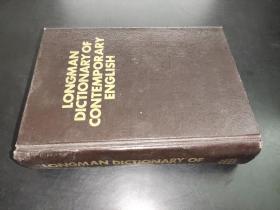 LONGMAN
DICTIONARY OF
CONTEMPORARY
ENGLISH
LONGMAN DICTIONARY OF